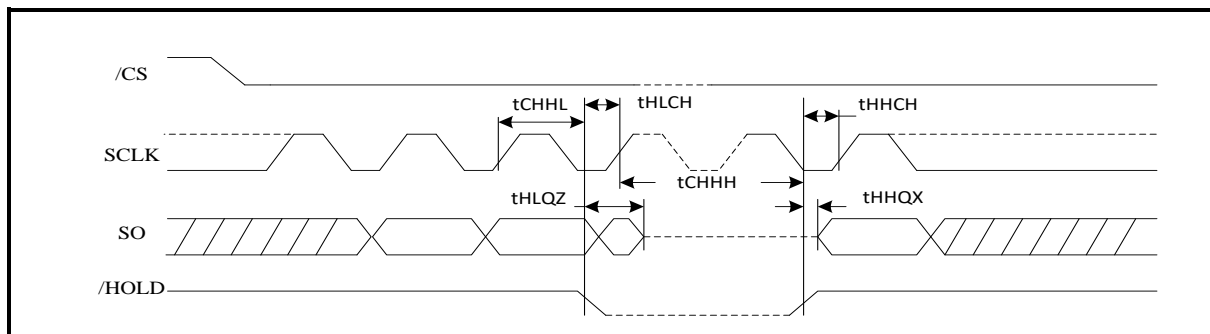 /CS
tCHHL tHLCH tHHCH
SCLK
tCHHH
tHLQZ tHHQX
SO
/HOLD